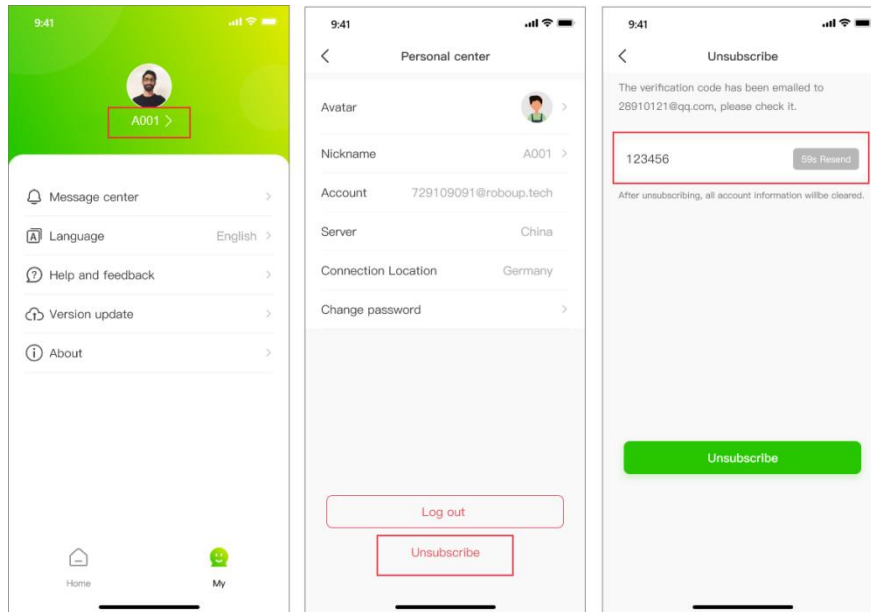 9:41
A001
Message center
Language English
Help and feedback
Version update
About
Home My
9:41
Personal center
Avatar
Nickname A001
Account 729109091@roboup.tech
Server China
Connection Location Germany
Change password
Log out
Unsubscribe
9:41
Unsubscribe
The verification code has been emailed to
28910121@qq.com, please check it.
123456 59s Resend
After unsubscribing, all account information willbe cleared.
Unsubscribe